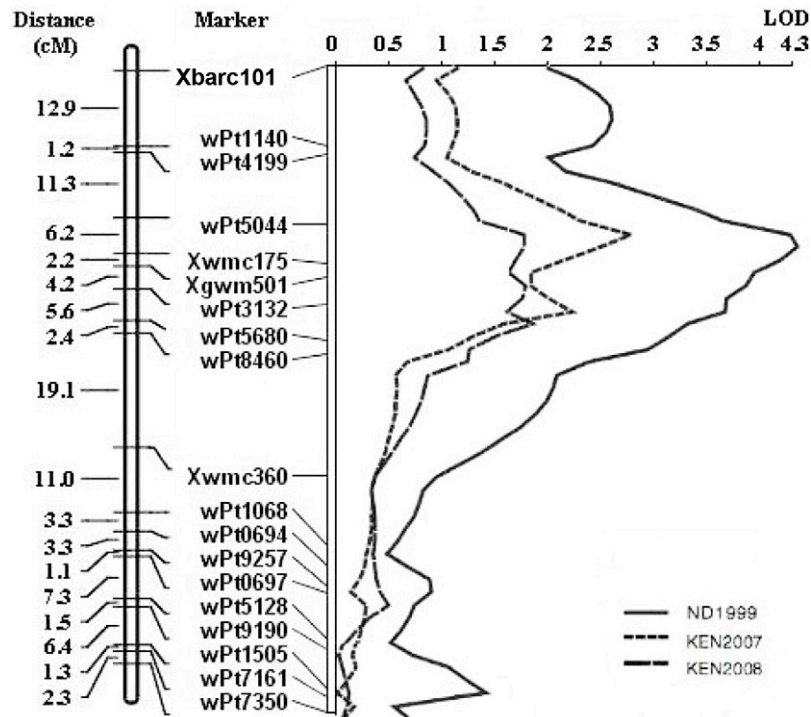 Distance
(cM)
Marker
LOD
0 0.5 1 1.5 2 2.5 3 3.5 4 4.3
Xbarc101
12.9
wPt1140
1.2
wPt4199
11.3
wPt5044
6.2
Xwmc175
2.2
Xgwm501
4.2
wPt3132
5.6
wPt5680
2.4
wPt8460
19.1
Xwmc360
11.0
wPt1068
3.3
wPt0694
3.3
wPt9257
1.1
wPt0697
7.3
wPt5128
1.5
wPt9190
6.4
wPt1505
1.3
wPt7161
2.3
wPt7350
ND1999
KEN2007
KEN2008